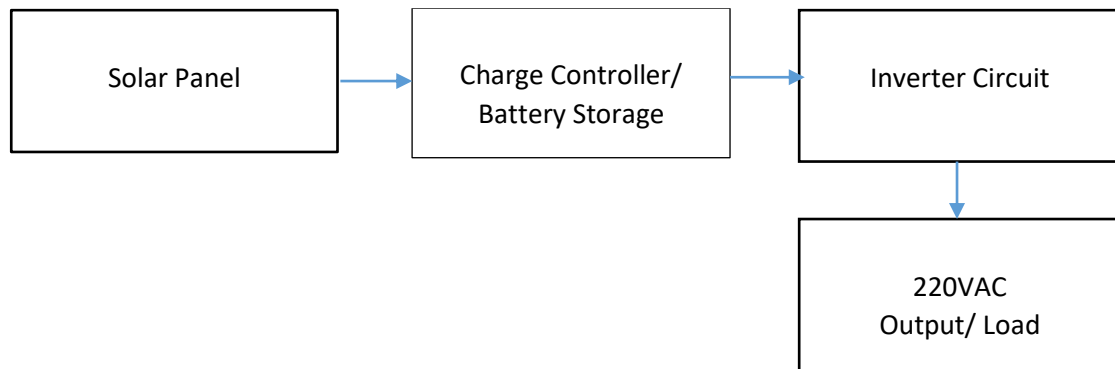 Solar Panel
Charge Controller/
Battery Storage
Inverter Circuit
220VAC
Output/ Load